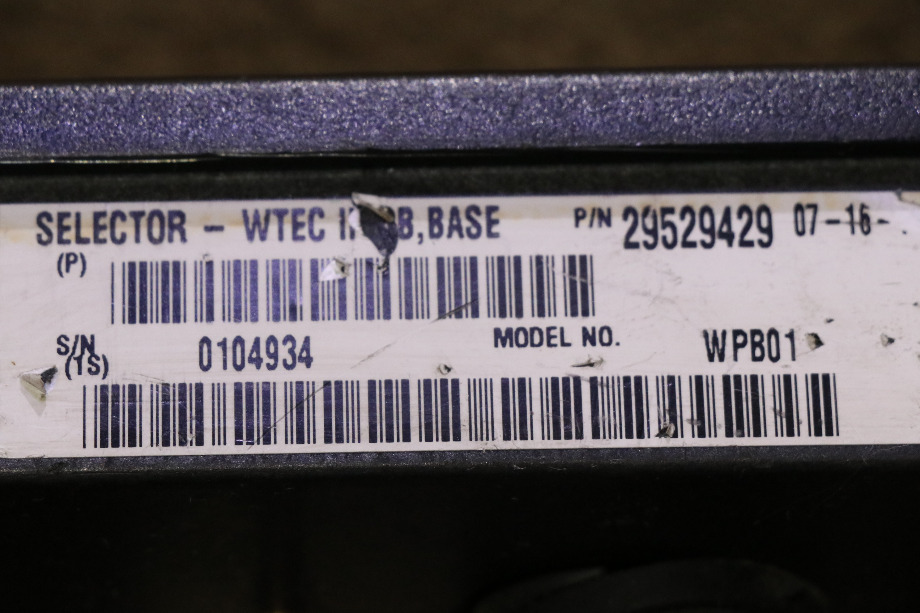 SELECTOR - WTEC B,BASE P/N 29529429 07-16-
(P)
S/N 0104934 MODEL NO. WPB01
(TS)